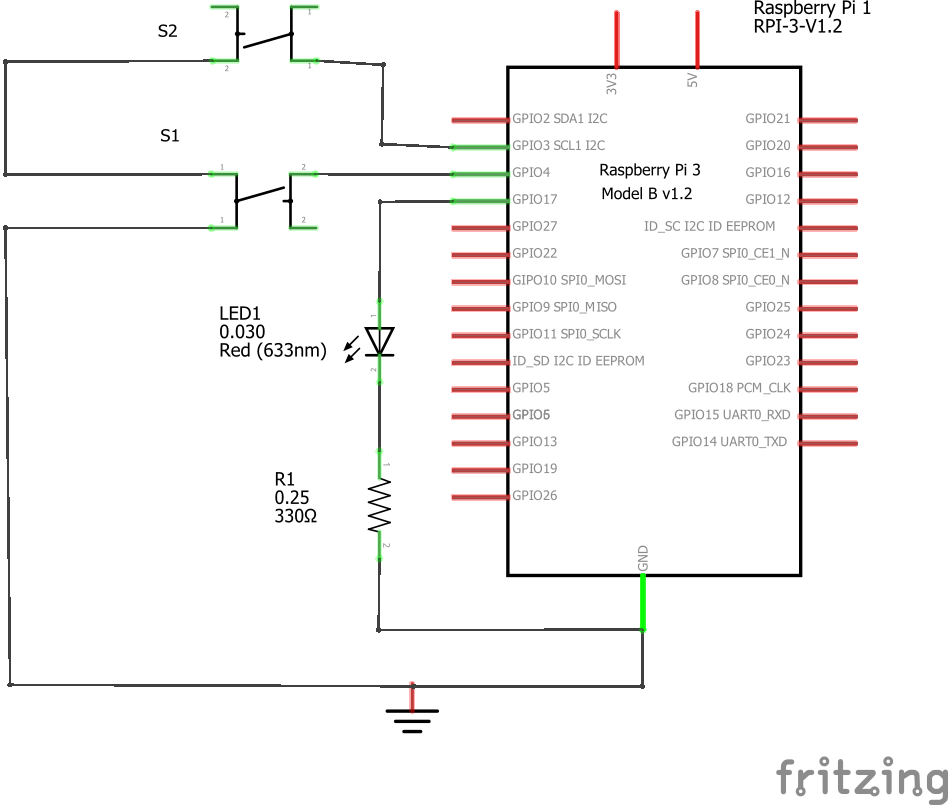 Raspberry Pi 1
RPI-3-V1.2
2
1
S2
2
1
3V3
5V
GPIO2 SDA1 I2C
GPIO21
S1
GPIO3 SCL1 I2C
GPIO20
1
2
GPIO4
Raspberry Pi 3
GPIO16
Model B v1.2
GPIO17
GPIO12
1
2
GPIO27
ID_SC I2C ID EEPROM
GPIO22
GPIO7 SPI0_CE1_N
GIPO10 SPI0_MOSI
GPIO8 SPI0_CE0_N
GPIO9 SPI0_MISO
GPIO25
LED1
0.030
Red (633nm)
1
2
GPIO11 SPI0_SCLK
GPIO24
ID_SD I2C ID EEPROM
GPIO23
GPIO5
GPIO18 PCM_CLK
GPIO6
GPIO15 UART0_RXD
GPIO13
GPIO14 UART0_TXD
GPIO19
GPIO26
R1
0.25
330Ω
1
2
GND
fritzing